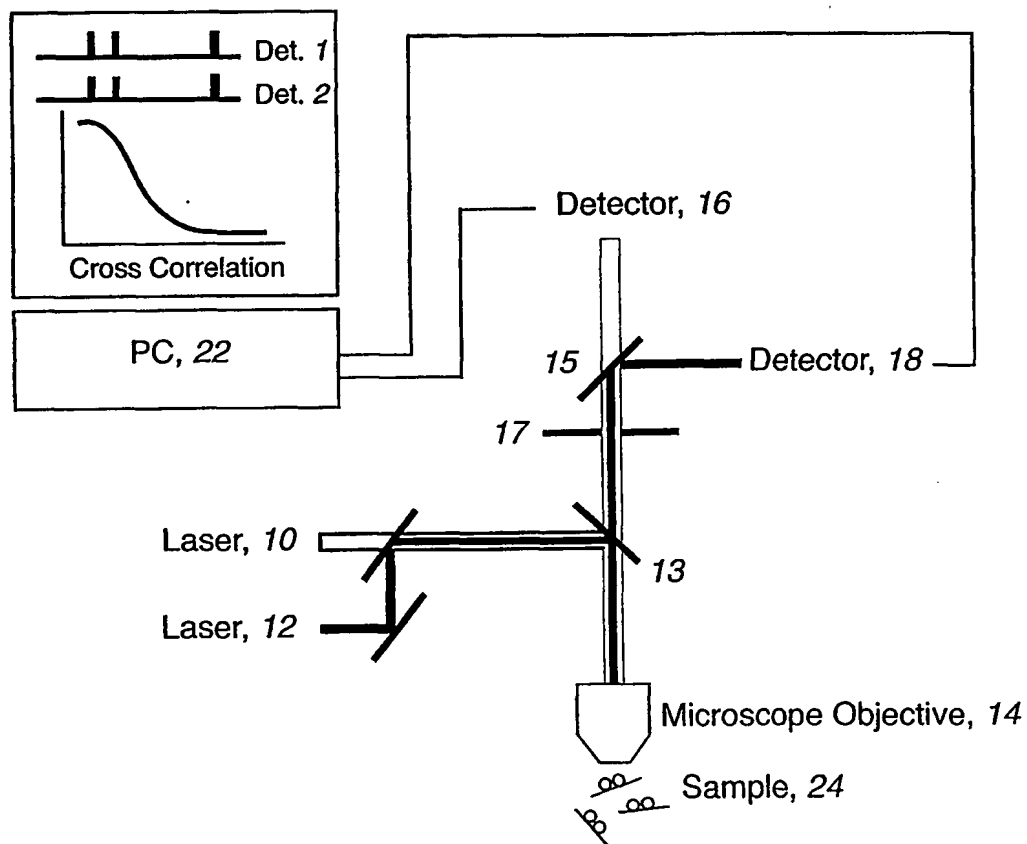 Det. 1
Det. 2
Cross Correlation
PC, 22
Detector, 16
15
Detector, 18
17
Laser, 10
13
Laser, 12
Microscope Objective, 14
Sample, 24